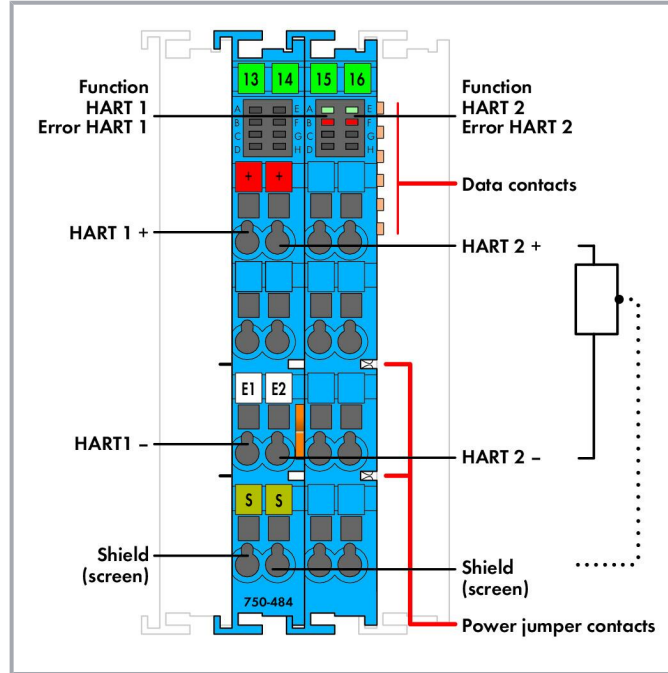 13 14 15 16
Function
HART 1
Error HART 1
Function
HART 2
Error HART 2
A E
B F
C G
D H
A E
B F
C G
D H
+ +
Data contacts
HART 1 +
HART 2 +
E1 E2
HART1 –
HART 2 –
S S
Shield
(screen)
Shield
(screen)
750-484
Power jumper contacts